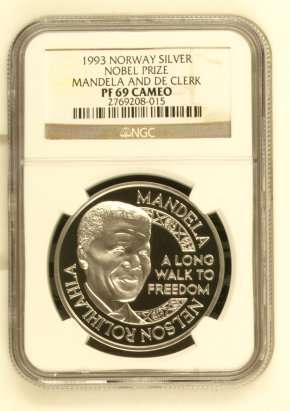 1993 NORWAY SILVER
NOBEL PRIZE
MANDELA AND DE CLERK
PF 69 CAMEO
2769208-015
NGC
MANDELA
A LONG
WALK TO
FREEDOM
NELSON ROLIHLAHLA